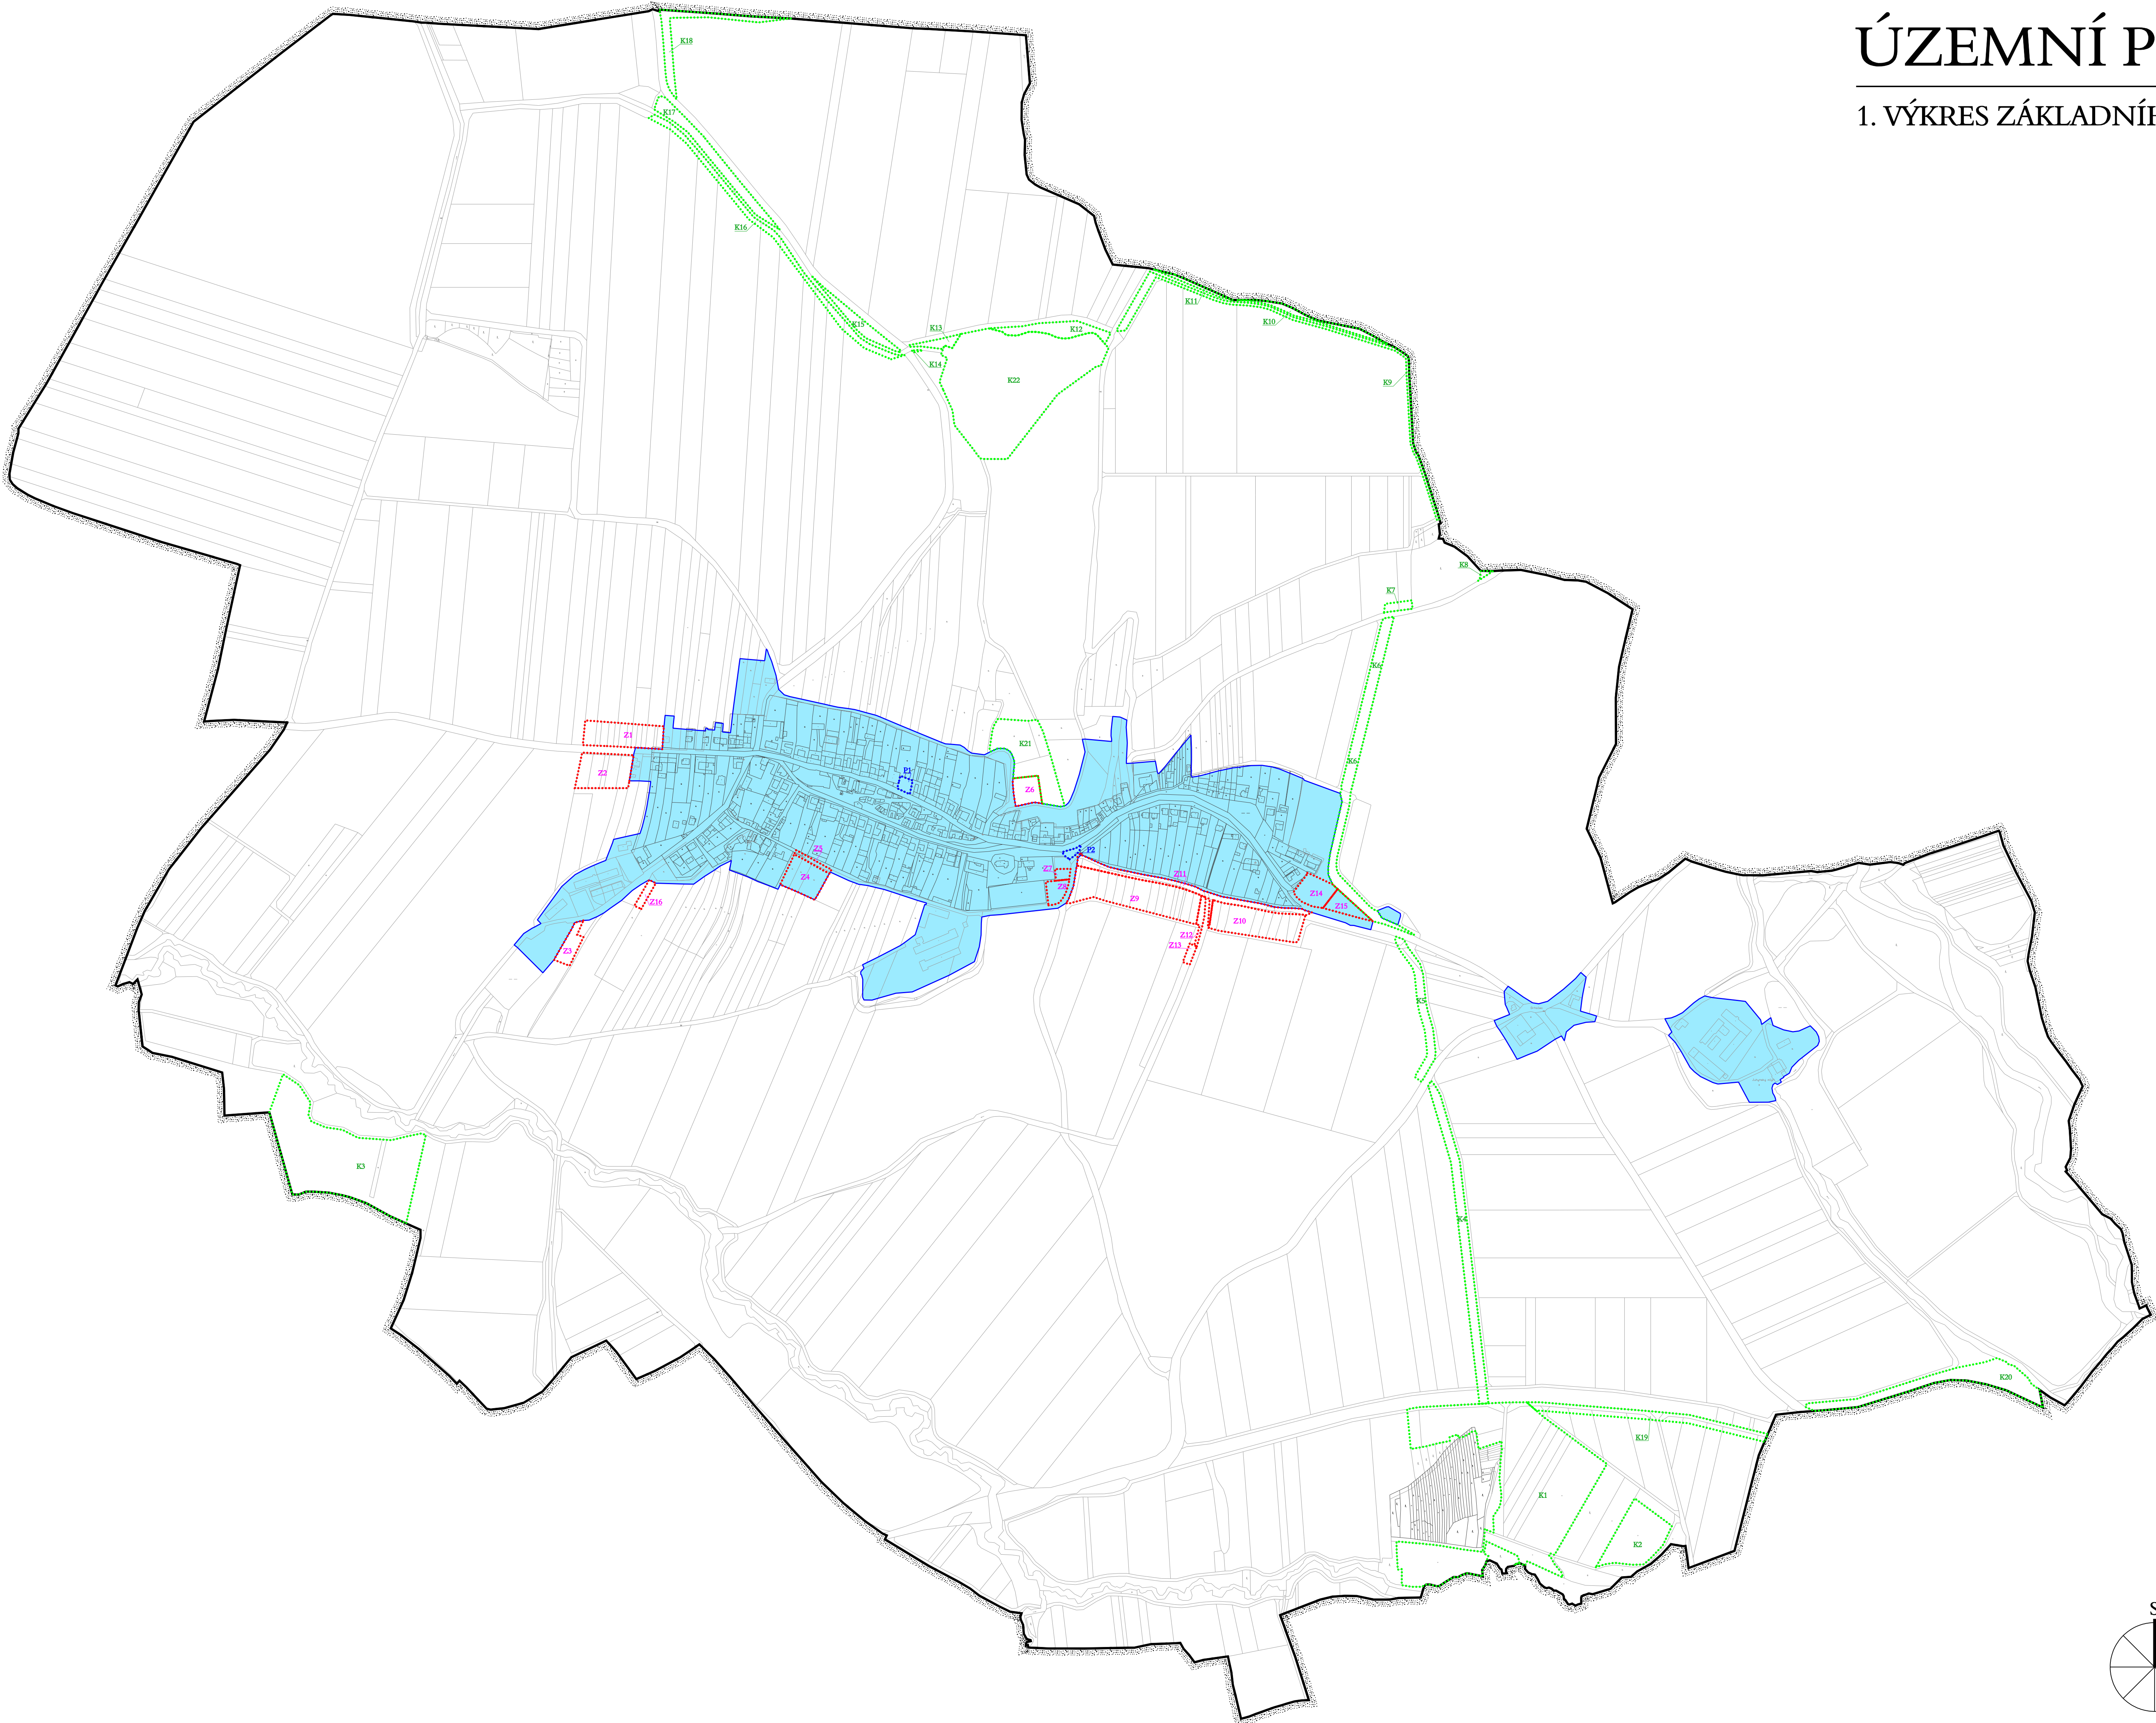 ÚZEMNÍ P
1. VÝKRES ZÁKLADNÍH
K18
K17
K16
K15
K13
K14
K12
K11
K10
K9
K22
K8
K7
K6
K21
Z1
Z2
P1
K6
Z6
Z5
P2
Z7
Z11
Z4
Z8
Z9
Z14
Z16
Z15
Z10
Z12
Z13
Z3
K5
K3
K4
K20
K19
K1
K2
S